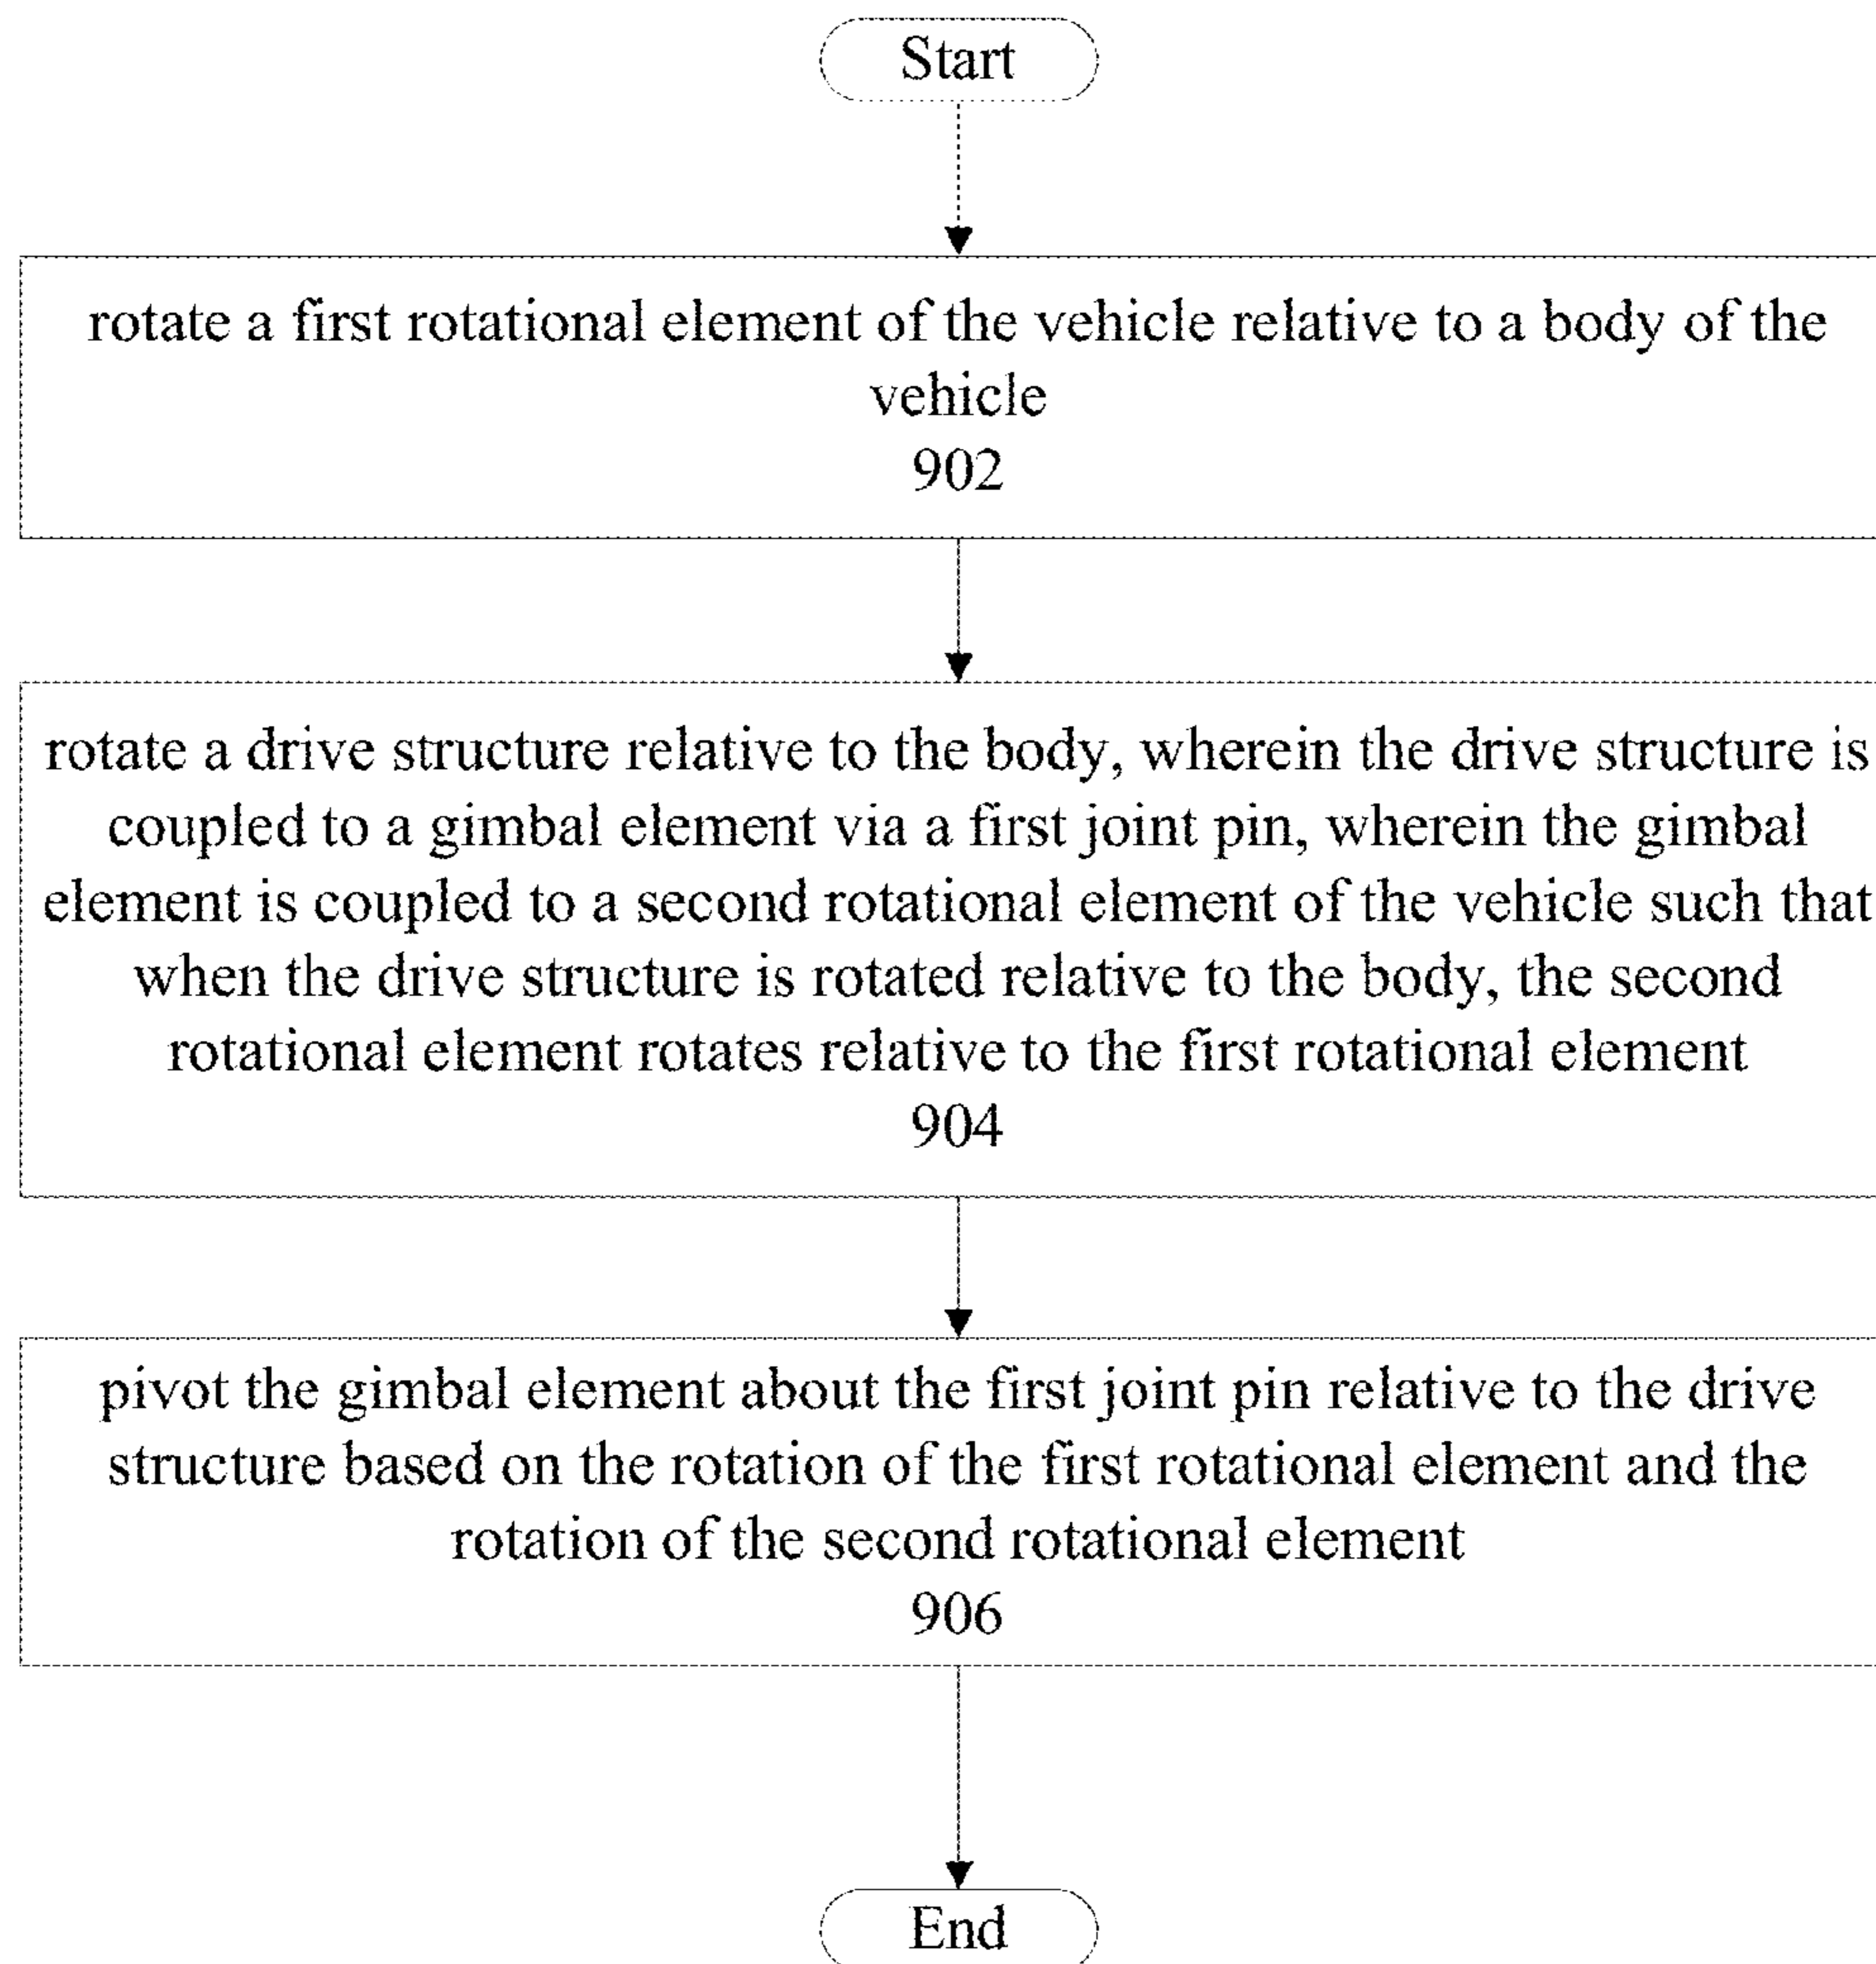 Start
rotate a first rotational element of the vehicle relative to a body of the
vehicle
902
rotate a drive structure relative to the body, wherein the drive structure is
coupled to a gimbal element via a first joint pin, wherein the gimbal
element is coupled to a second rotational element of the vehicle such that
when the drive structure is rotated relative to the body, the second
rotational element rotates relative to the first rotational element
904
pivot the gimbal element about the first joint pin relative to the drive
structure based on the rotation of the first rotational element and the
rotation of the second rotational element
906
End